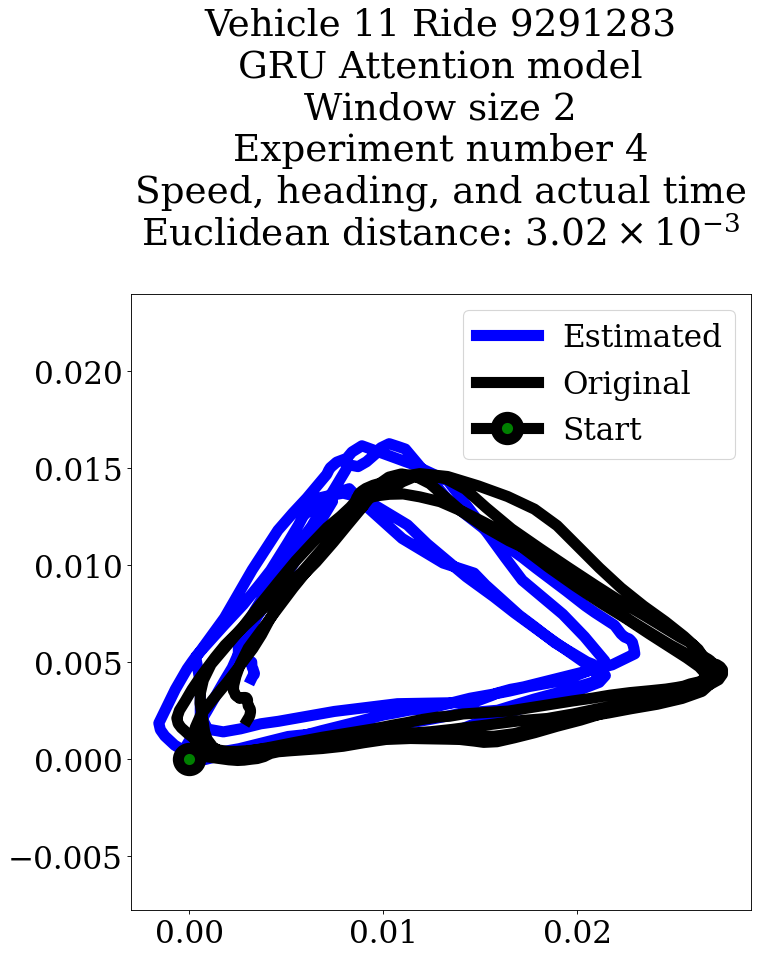 Vehicle 11 Ride 9291283
GRU Attention model
Window size 2
Experiment number 4
Speed, heading, and actual time
Euclidean distance: 3.02 × 10⁻³
Estimated
Original
Start
0.020
0.015
0.010
0.005
0.000
−0.005
0.00 0.01 0.02